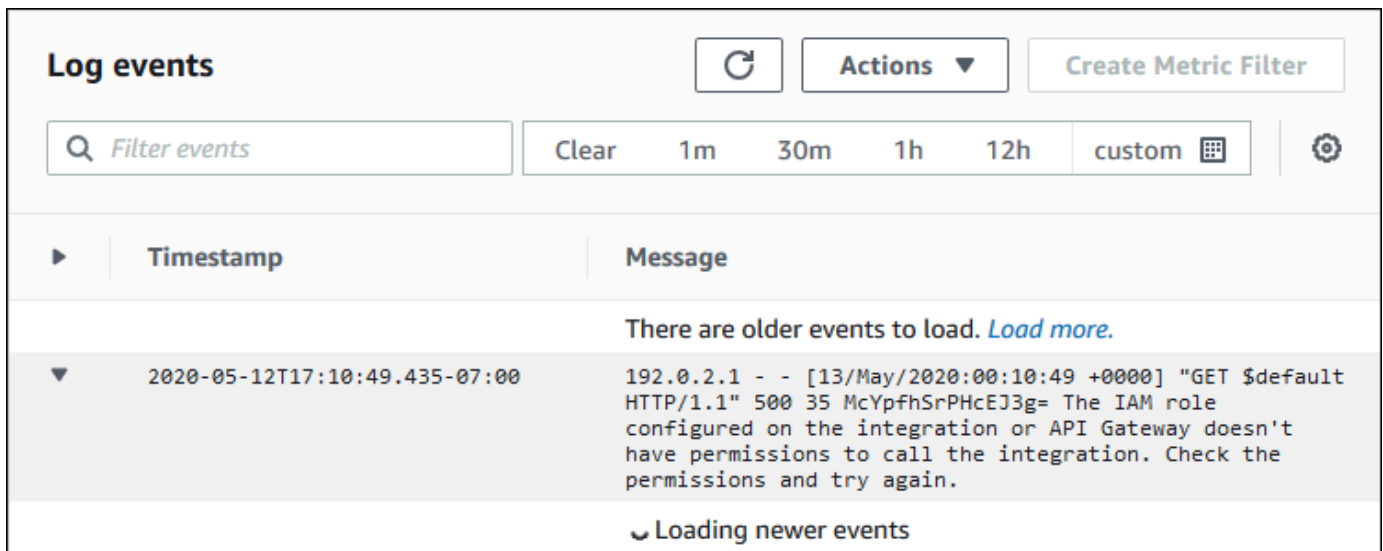 Log events
Actions
Create Metric Filter
Filter events
Clear 1m 30m 1h 12h custom
Timestamp Message
There are older events to load. Load more.
2020-05-12T17:10:49.435-07:00 192.0.2.1 - - [13/May/2020:00:10:49 +0000] "GET $default
HTTP/1.1" 500 35 McYpfhSrPHcEJ3g= The IAM role
configured on the integration or API Gateway doesn't
have permissions to call the integration. Check the
permissions and try again.
Loading newer events